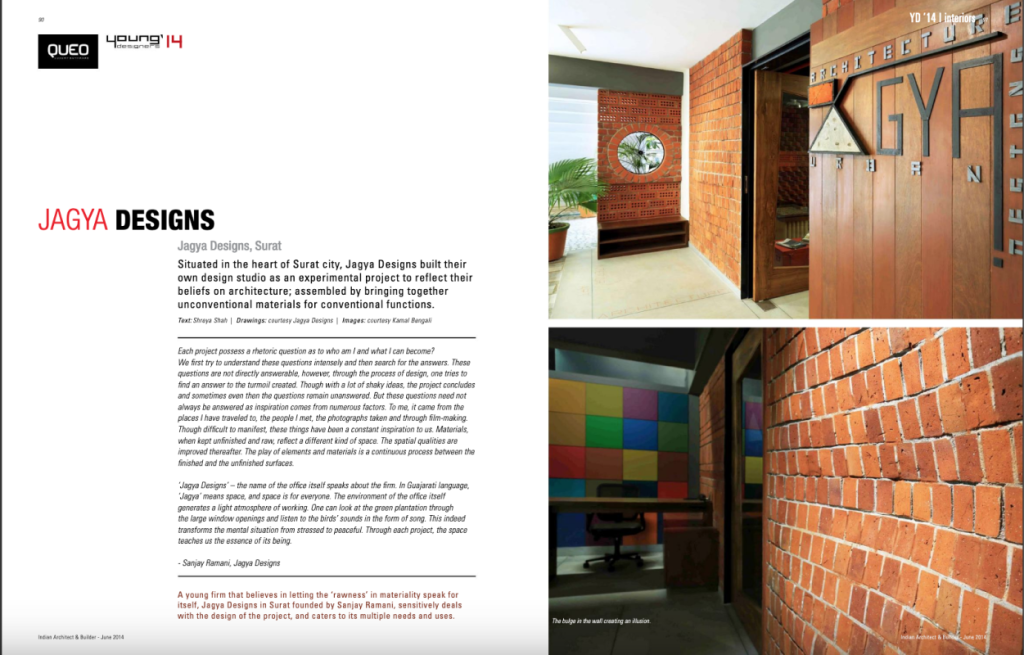 QUEO
young
designers '14
JAGYA DESIGNS
Jagya Designs, Surat
Situated in the heart of Surat city, Jagya Designs built their
own design studio as an experimental project to reflect their
beliefs on architecture; assembled by bringing together
unconventional materials for conventional functions.
Text: Shreya Shah | Drawings: courtesy Jagya Designs | Images: courtesy Kamal Bengali
Each project possess a rhetoric question as to who am I and what I can become?
We first try to understand these questions intensely and then search for the answers. These
questions are not directly answerable, however, through the process of design, one tries to
find an answer to the turmoil created. Though with a lot of shaky ideas, the project concludes
and sometimes even then the questions remain unanswered. But these questions need not
always be answered as inspiration comes from numerous factors. To me, it came from the
places I have traveled to, the people I met, the photographs taken and through film-making.
Though difficult to manifest, these things have been a constant inspiration to us. Materials,
when kept unfinished and raw, reflect a different kind of space. The spatial qualities are
improved thereafter. The play of elements and materials is a continuous process between the
finished and the unfinished surfaces.
'Jagya Designs' – the name of the office itself speaks about the firm. In Guajarati language,
'Jagya' means space, and space is for everyone. The environment of the office itself
generates a light atmosphere of working. One can look at the green plantation through
the large window openings and listen to the birds' sounds in the form of song. This indeed
transforms the mental situation from stressed to peaceful. Through each project, the space
teaches us the essence of its being.
- Sanjay Ramani, Jagya Designs
A young firm that believes in letting the 'rawness' in materiality speak for
itself, Jagya Designs in Surat founded by Sanjay Ramani, sensitively deals
with the design of the project, and caters to its multiple needs and uses.
Indian Architect & Builder - June 2014
YD '14 | interiors
ARCHITECTURE
GYA
URBAN
DESIGNS
The bulge in the wall creating an illusion.
Indian Architect & Builder - June 2014